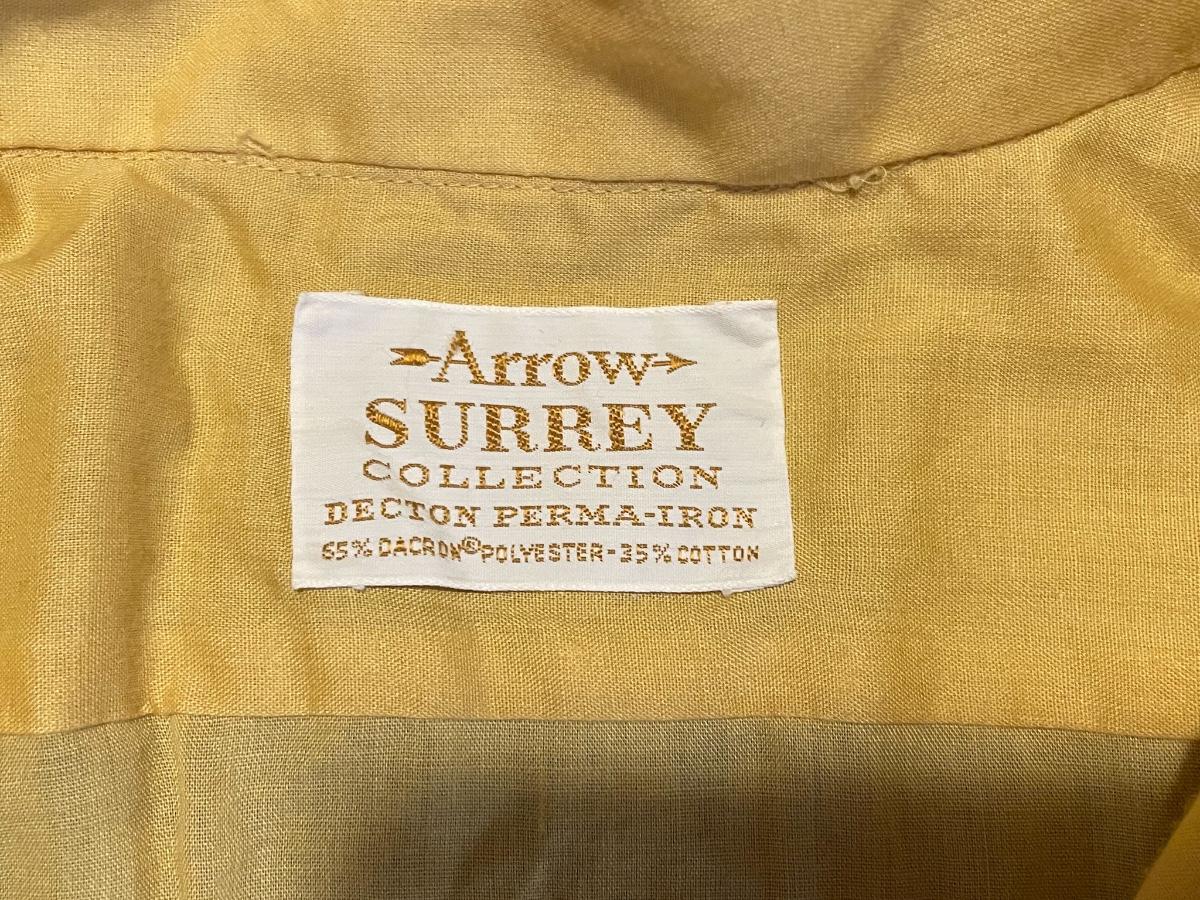 Arrow
SURREY
COLLECTION
DECTON PERMA-IRON
65% DACRON® POLYESTER-35% COTTON